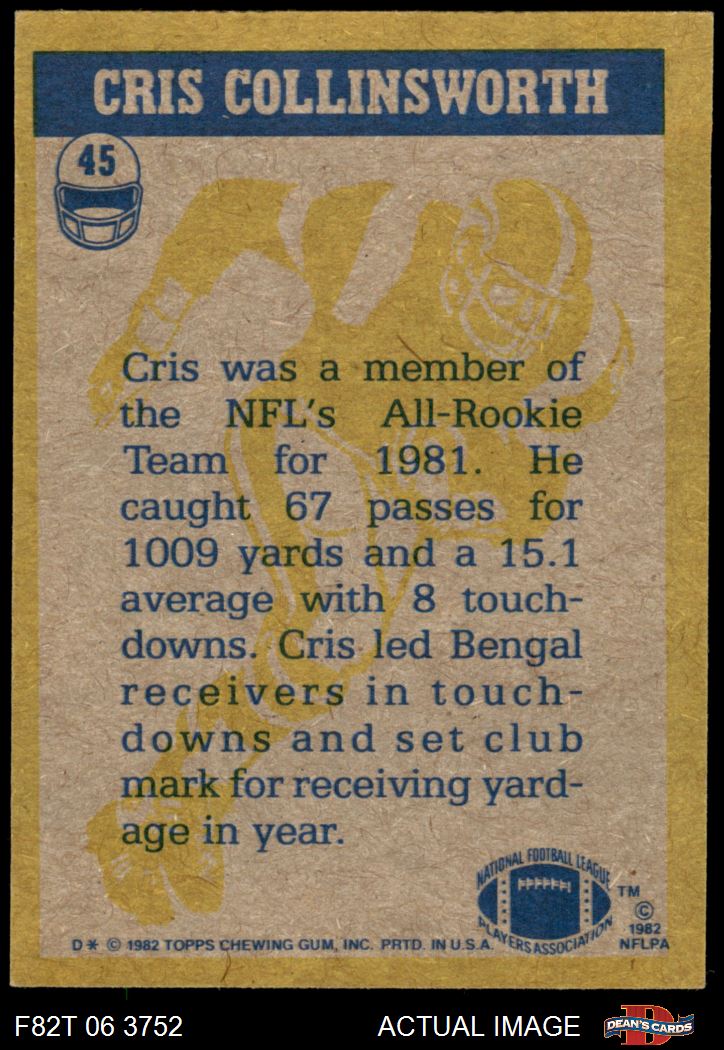 CRIS COLLINSWORTH
45
Cris was a member of
the NFL's All-Rookie
Team for 1981. He
caught 67 passes for
1009 yards and a 15.1
average with 8 touch-
downs. Cris led Bengal
receivers in touch-
downs and set club
mark for receiving yard-
age in year.
NATIONAL FOOTBALL LEAGUE
PLAYERS ASSOCIATION
TM
©
1982
NFLPA
D* © 1982 TOPPS CHEWING GUM, INC. PRTD. IN U.S.A.
F82T 06 3752
ACTUAL IMAGE
D
DEAN'S CARDS